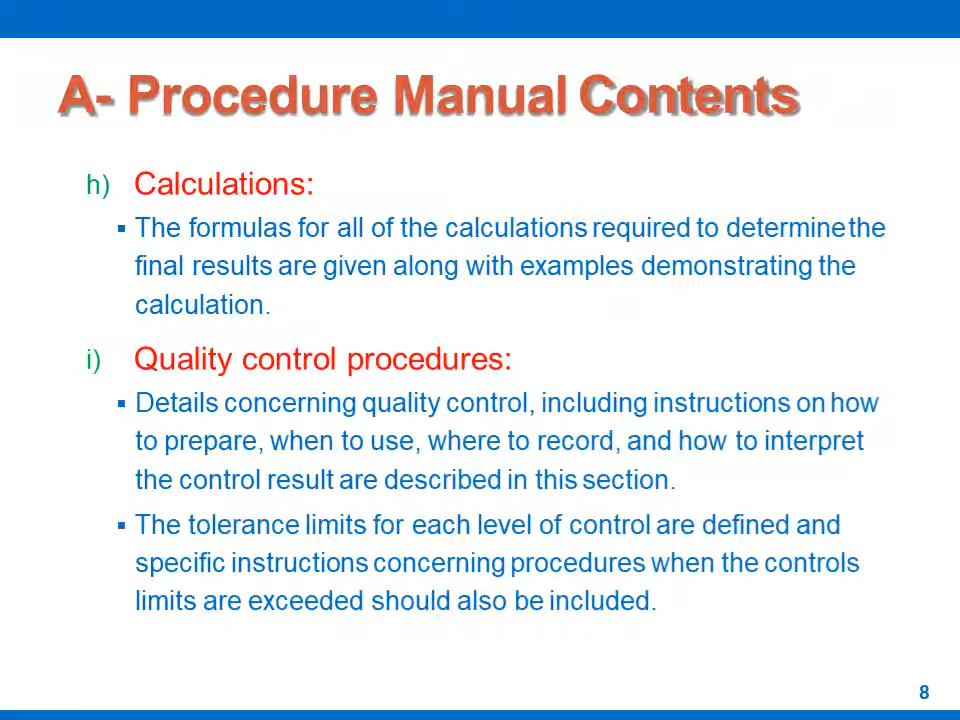 A- Procedure Manual Contents
h) Calculations:
▪ The formulas for all of the calculations required to determine the
final results are given along with examples demonstrating the
calculation.
i) Quality control procedures:
▪ Details concerning quality control, including instructions on how
to prepare, when to use, where to record, and how to interpret
the control result are described in this section.
▪ The tolerance limits for each level of control are defined and
specific instructions concerning procedures when the controls
limits are exceeded should also be included.
8